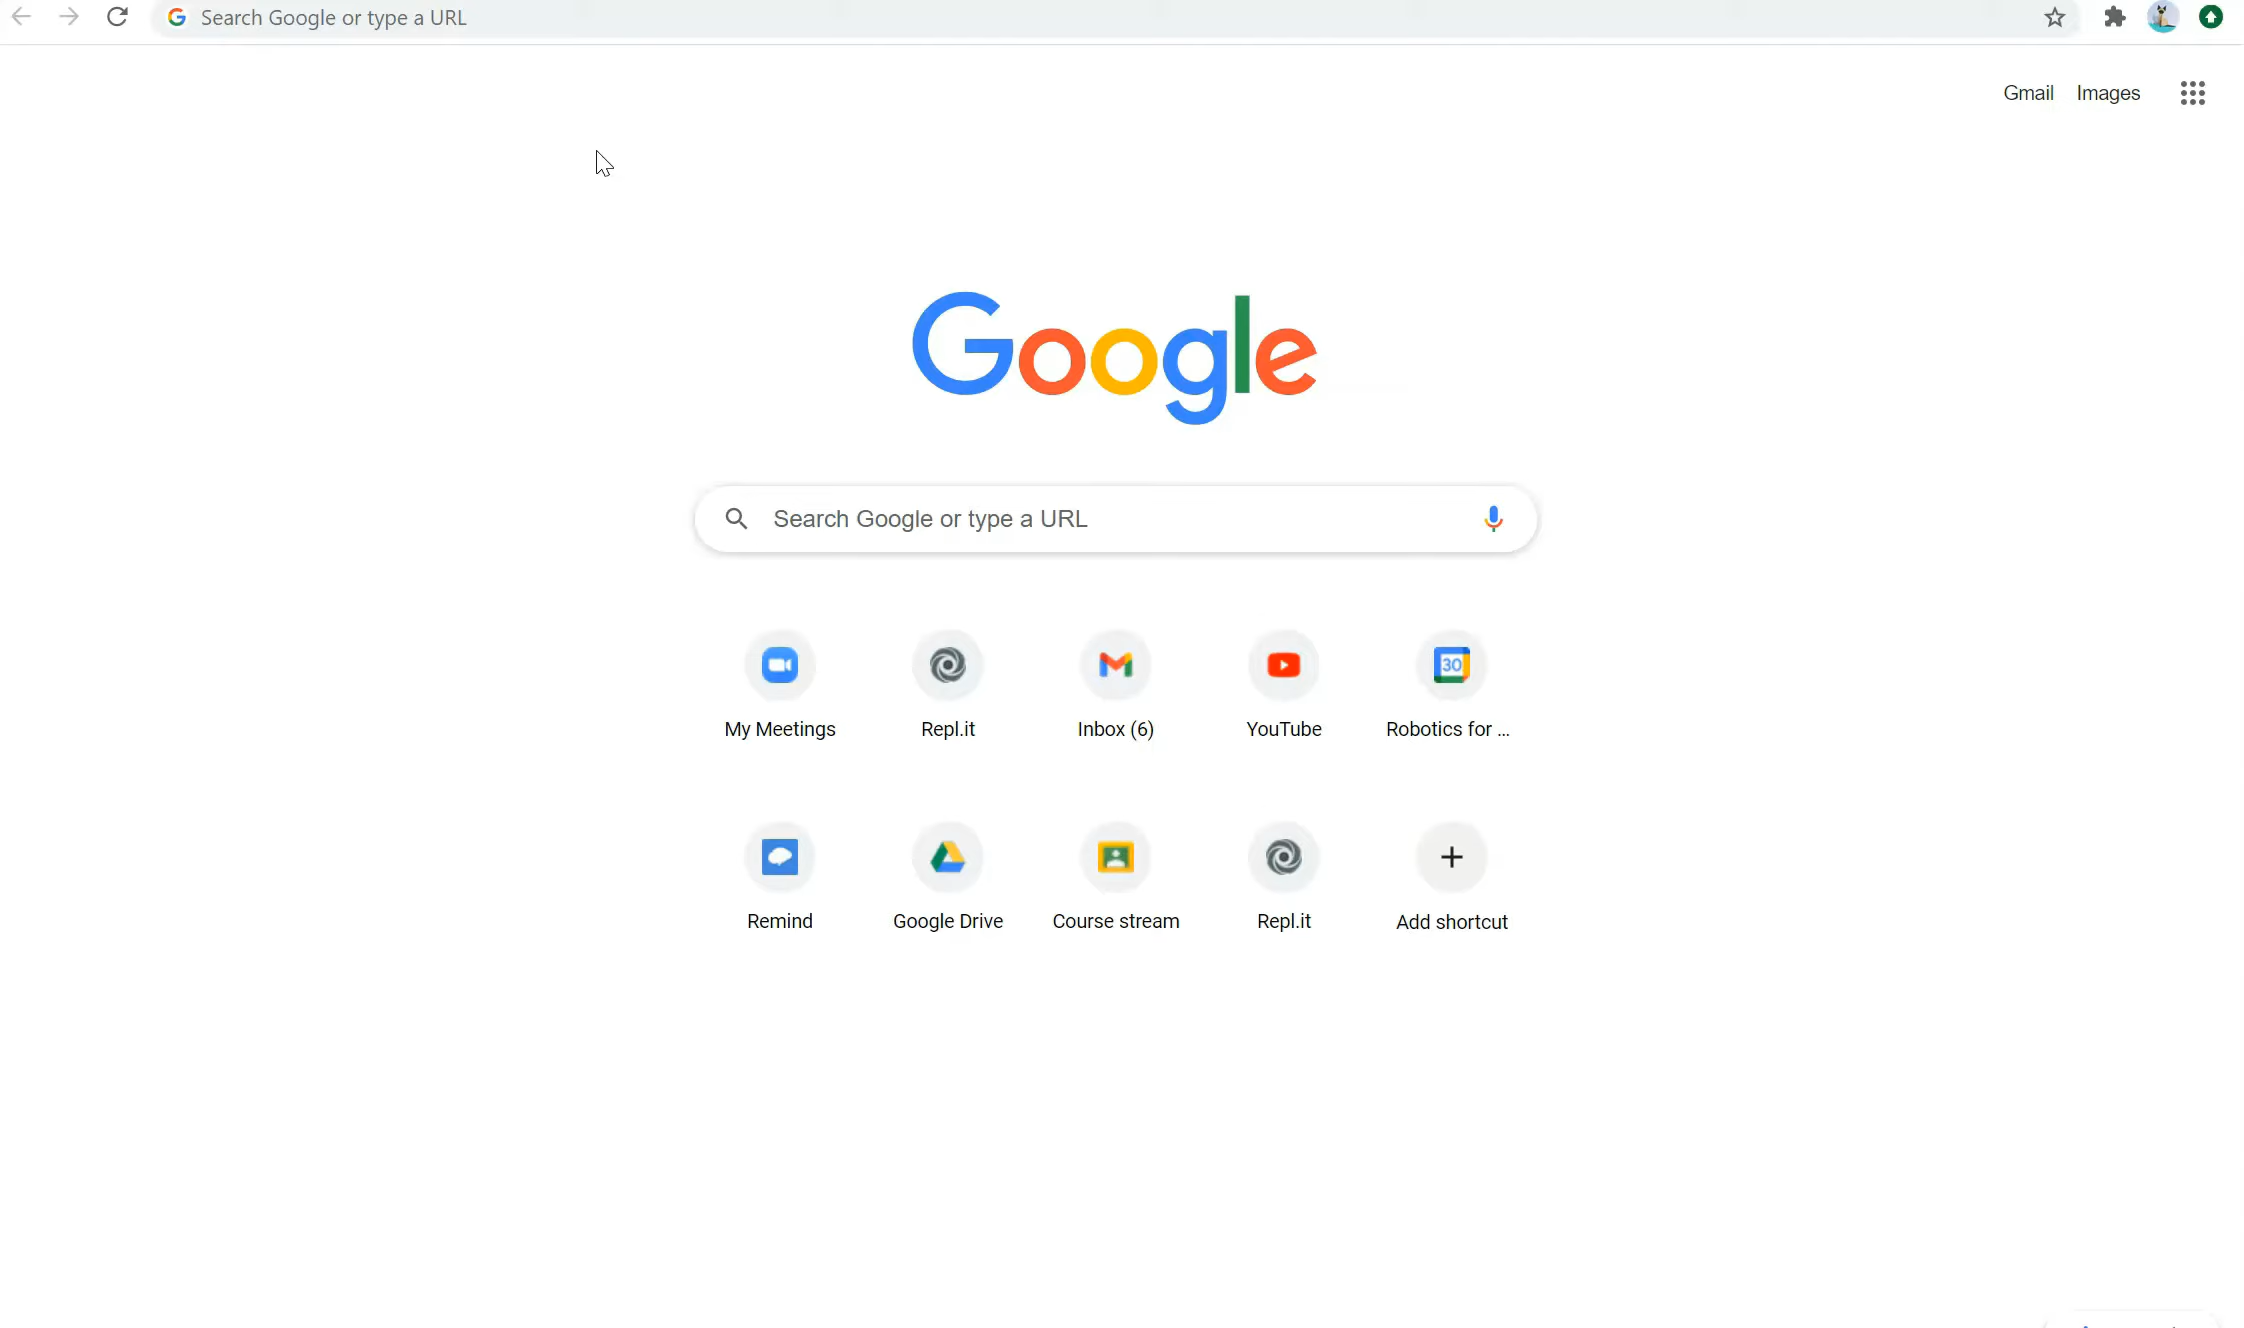 Search Google or type a URL
Gmail Images
Google
Search Google or type a URL
30
My Meetings Repl.it Inbox (6) YouTube Robotics for ...
Remind Google Drive Course stream Repl.it Add shortcut